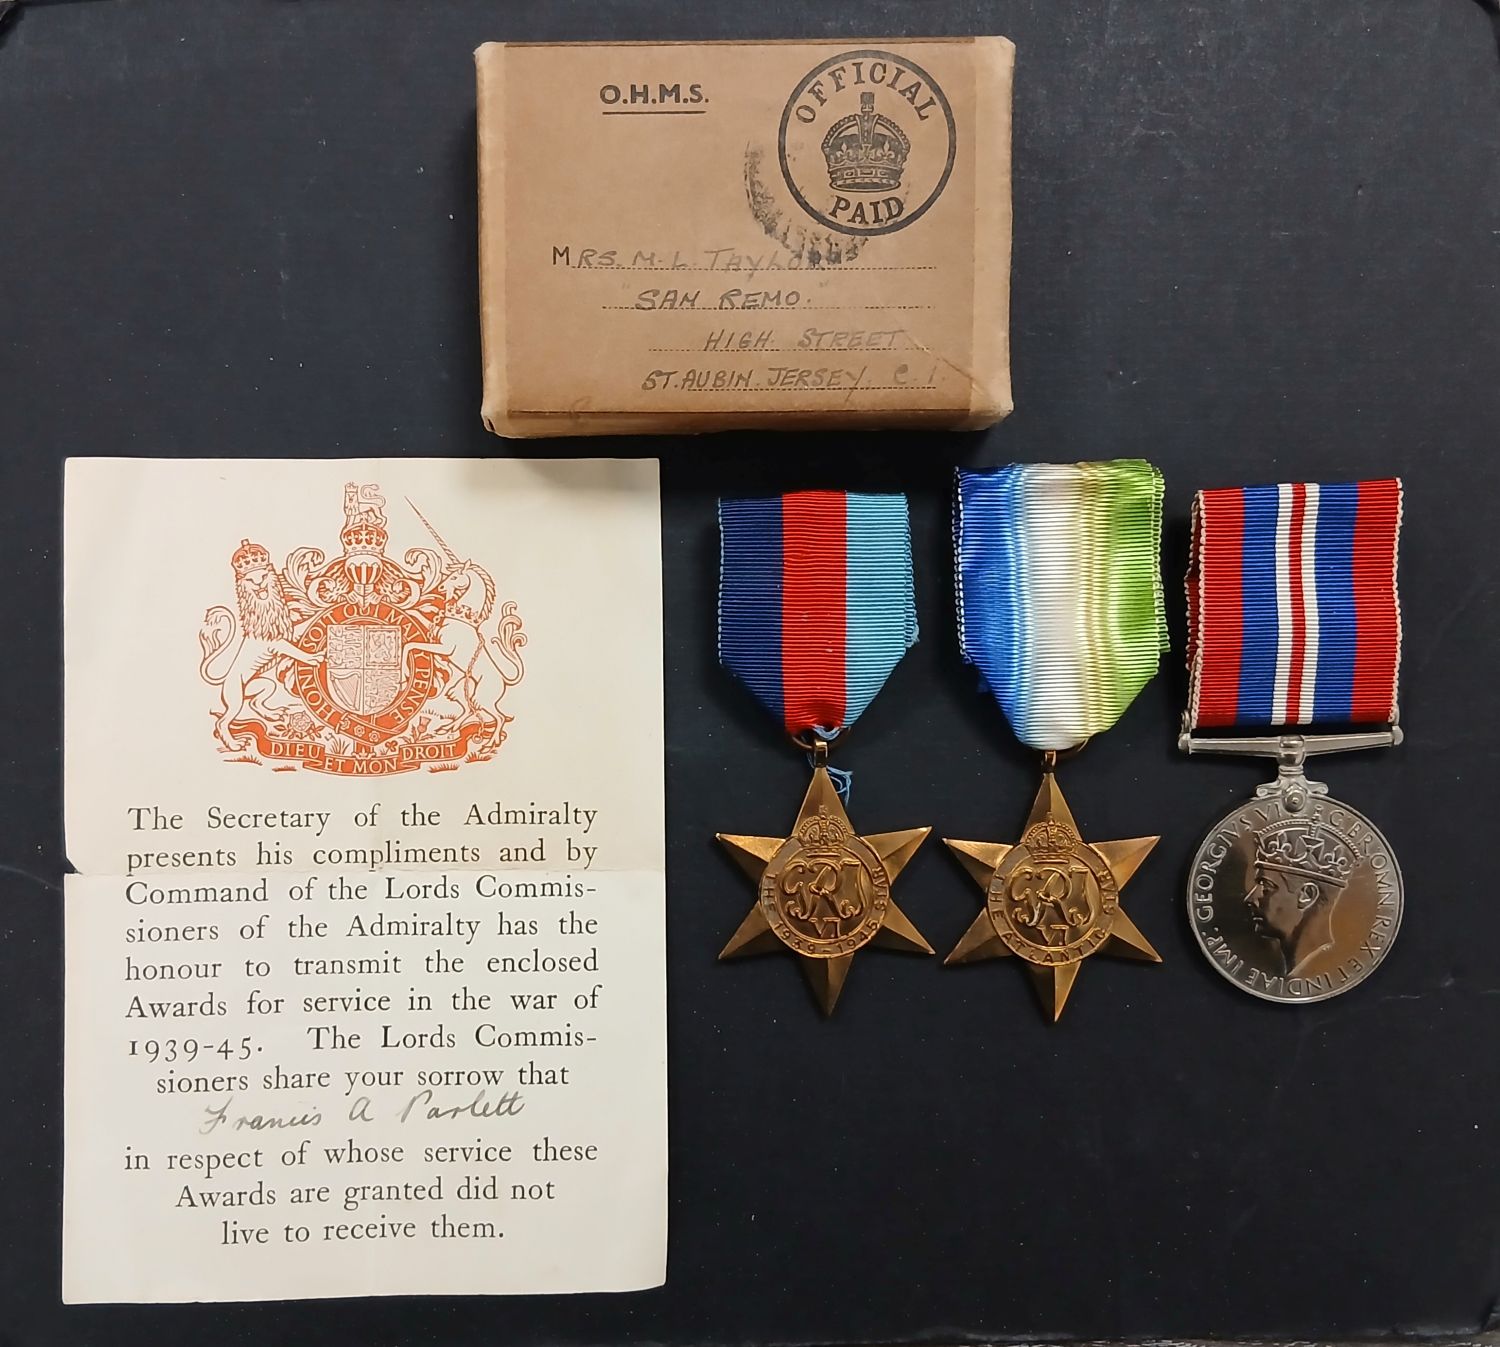 O.H.M.S.
OFFICIAL
PAID
MRS. M. L. TAYLOR
"SAN REMO."
HIGH STREET
ST. AUBIN. JERSEY. C. I.
HONI SOIT QUI MAL Y PENSE
DIEU ET MON DROIT
The Secretary of the Admiralty
presents his compliments and by
Command of the Lords Commis-
sioners of the Admiralty has the
honour to transmit the enclosed
Awards for service in the war of
1939-45. The Lords Commis-
sioners share your sorrow that
Francis A Parlett
in respect of whose service these
Awards are granted did not
live to receive them.
GRI
VI
THE 1939-1945 STAR
GRI
VI
THE ATLANTIC STAR
GEORGIVS VI D:G:BR:OMN:REX ET INDIAE IMP: